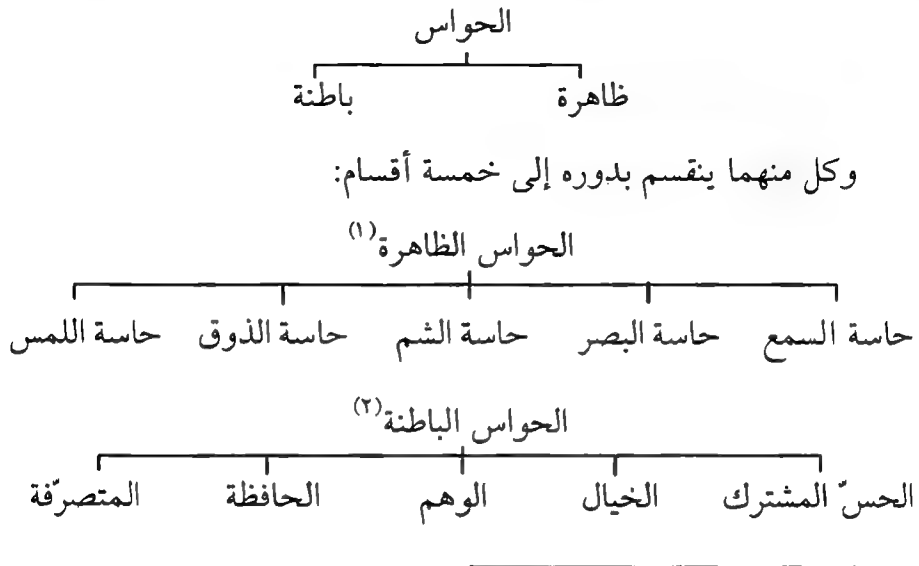 الحواس
ظاهرة باطنة
وكل منهما ينقسم بدوره إلى خمسة أقسام:
الحواس الظاهرة(١)
حاسة السمع حاسة البصر حاسة الشم حاسة الذوق حاسة اللمس
الحواس الباطنة(٢)
الحسّ المشترك الخيال الوهم الحافظة المتصرّفة